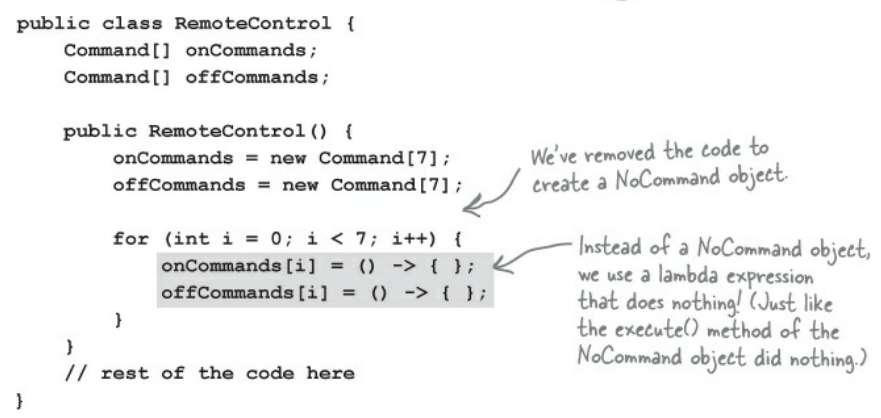 public class RemoteControl {
Command[] onCommands;
Command[] offCommands;
public RemoteControl() {
onCommands = new Command[7];
offCommands = new Command[7];
We've removed the code to
create a NoCommand object.
for (int i = 0; i < 7; i++) {
onCommands[i] = () -> { };
offCommands[i] = () -> { };
}
}
// rest of the code here
}
Instead of a NoCommand object,
we use a lambda expression
that does nothing! (Just like
the execute() method of the
NoCommand object did nothing.)